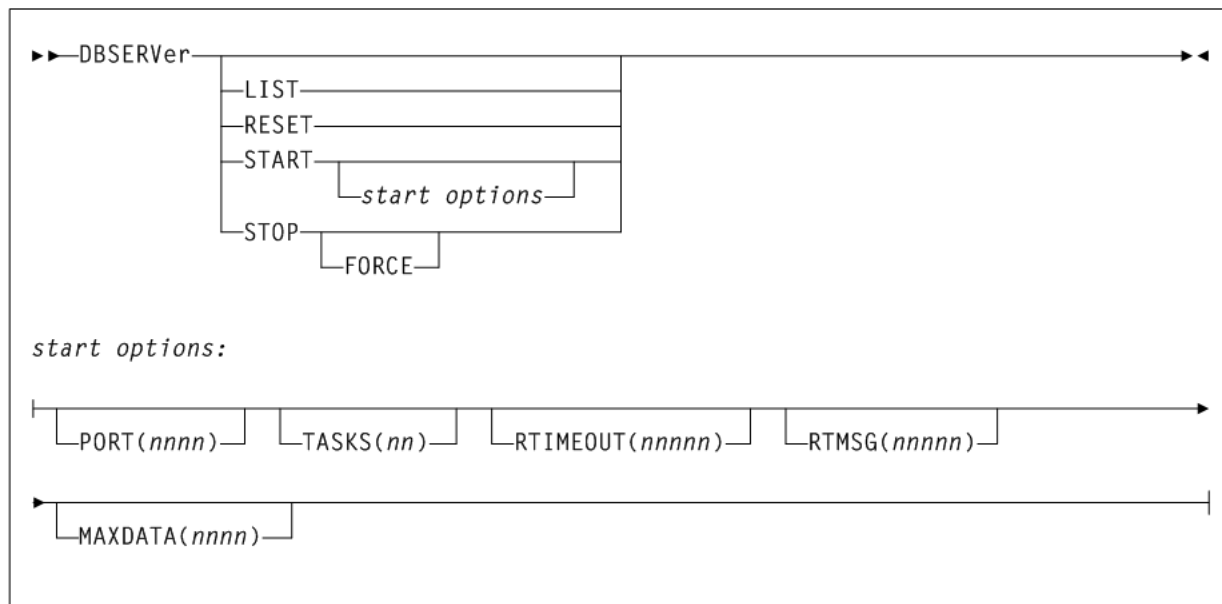 DBSERVer
LIST
RESET
START
start options
STOP
FORCE
start options:
PORT(nnnn) TASKS(nn) RTIMEOUT(nnnnn) RTMSG(nnnnn)
MAXDATA(nnnn)